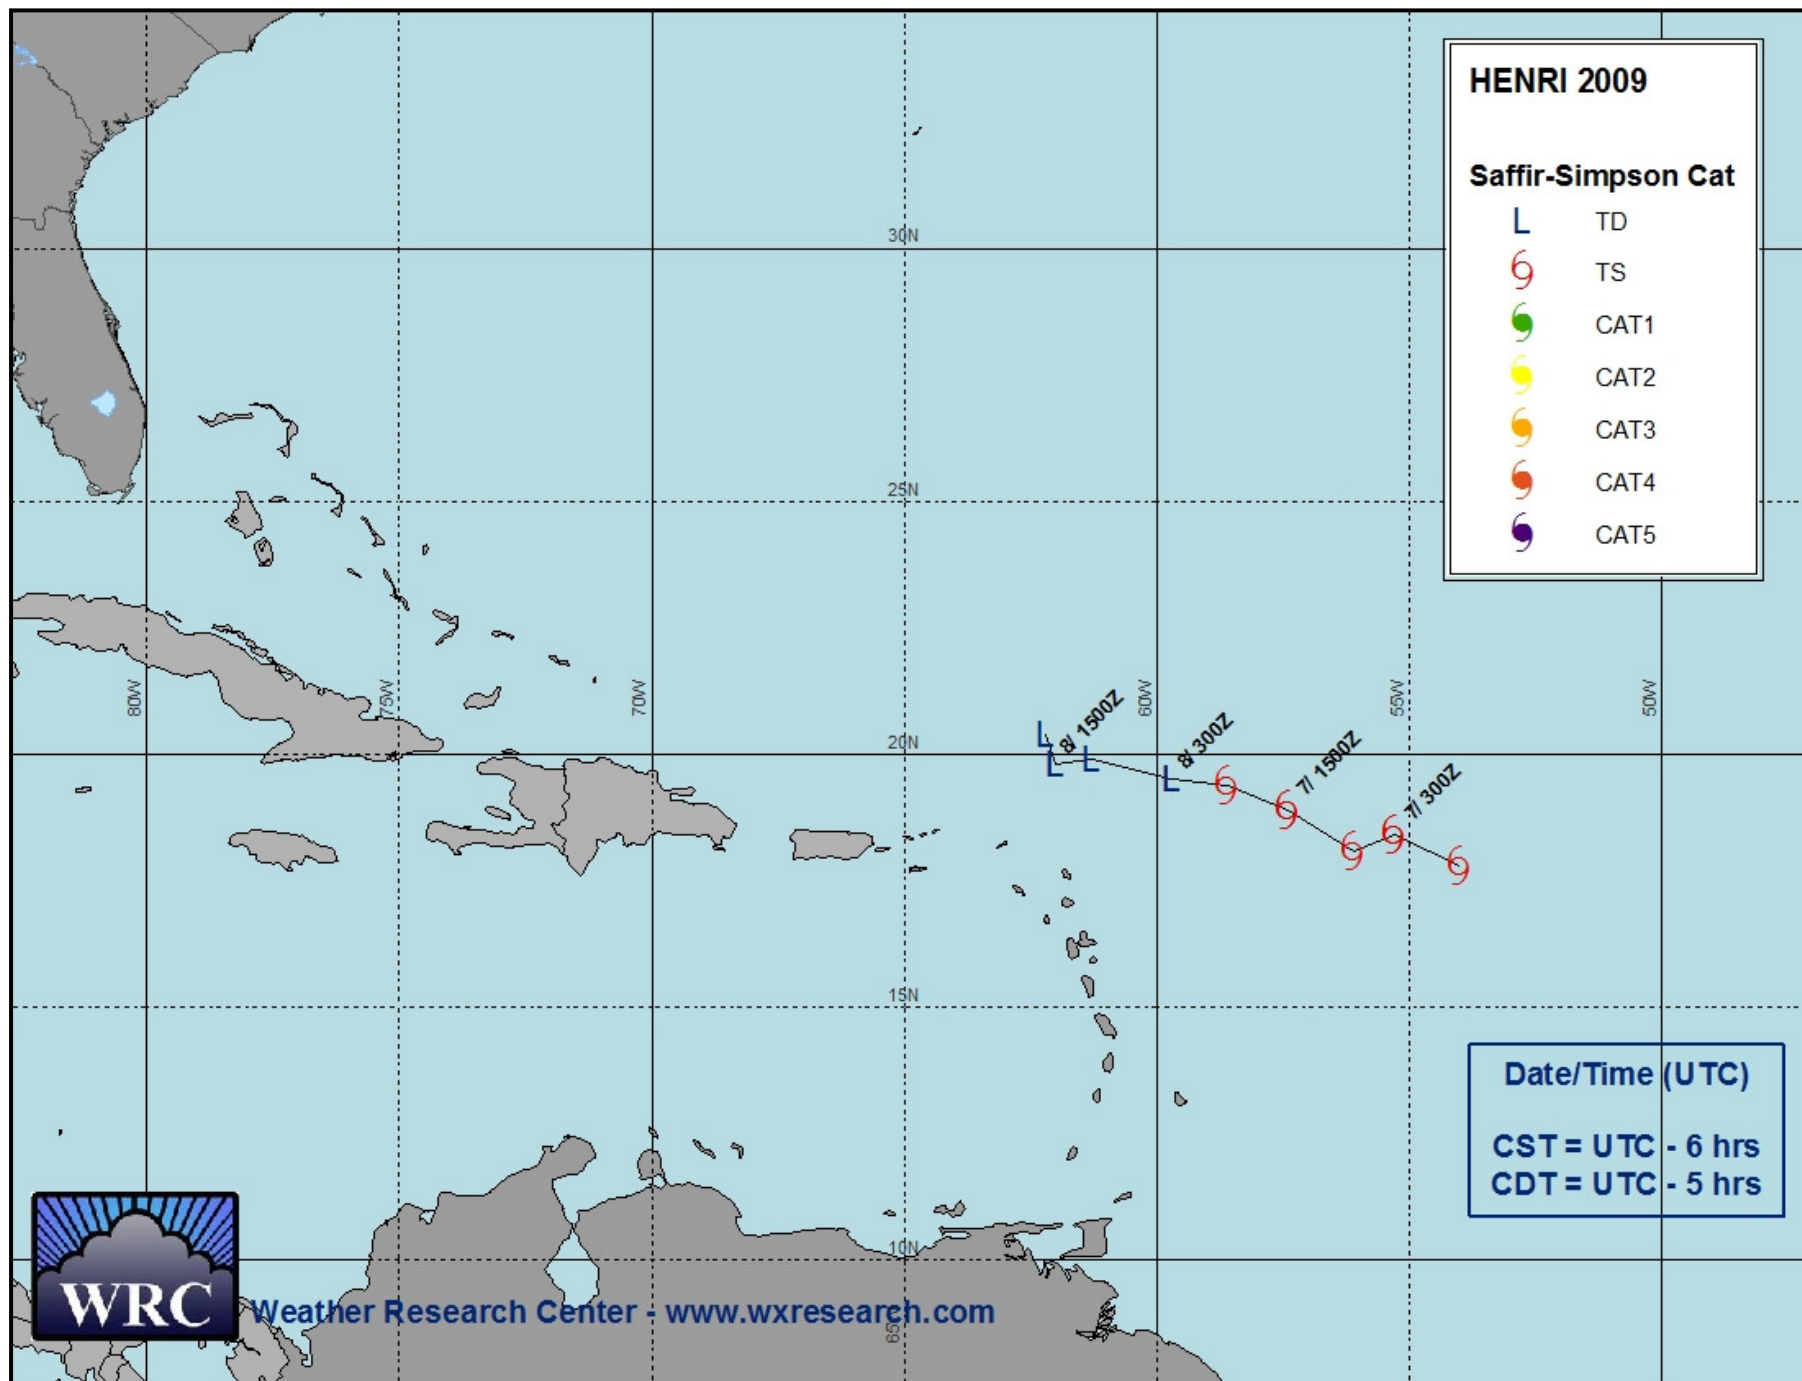 HENRI 2009
Saffir-Simpson Cat
L TD
TS
CAT1
CAT2
CAT3
CAT4
CAT5
30N
25N
80W
75W
70W
60W
55W
50W
20N
L
L
L
L
8/ 1500Z
8/ 300Z
7/ 1500Z
7/ 300Z
15N
Date/Time (UTC)
CST = UTC - 6 hrs
CDT = UTC - 5 hrs
10N
65W
WRC
Weather Research Center - www.wxresearch.com